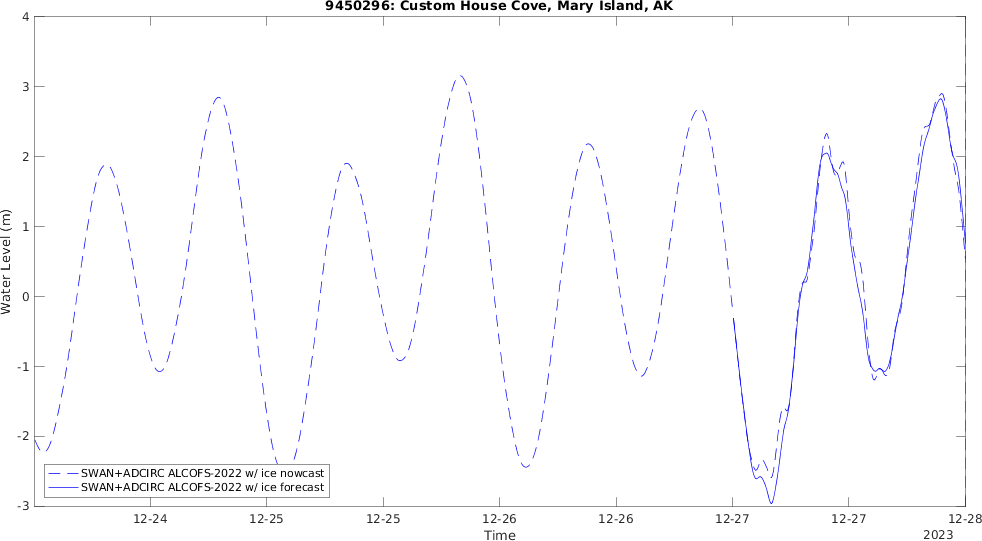 9450296: Custom House Cove, Mary Island, AK
4
3
2
1
0
-1
-2
-3
Water Level (m)
SWAN+ADCIRC ALCOFS-2022 w/ ice nowcast
SWAN+ADCIRC ALCOFS-2022 w/ ice forecast
12-24 12-25 12-25 12-26 12-26 12-27 12-27 12-28
Time
2023